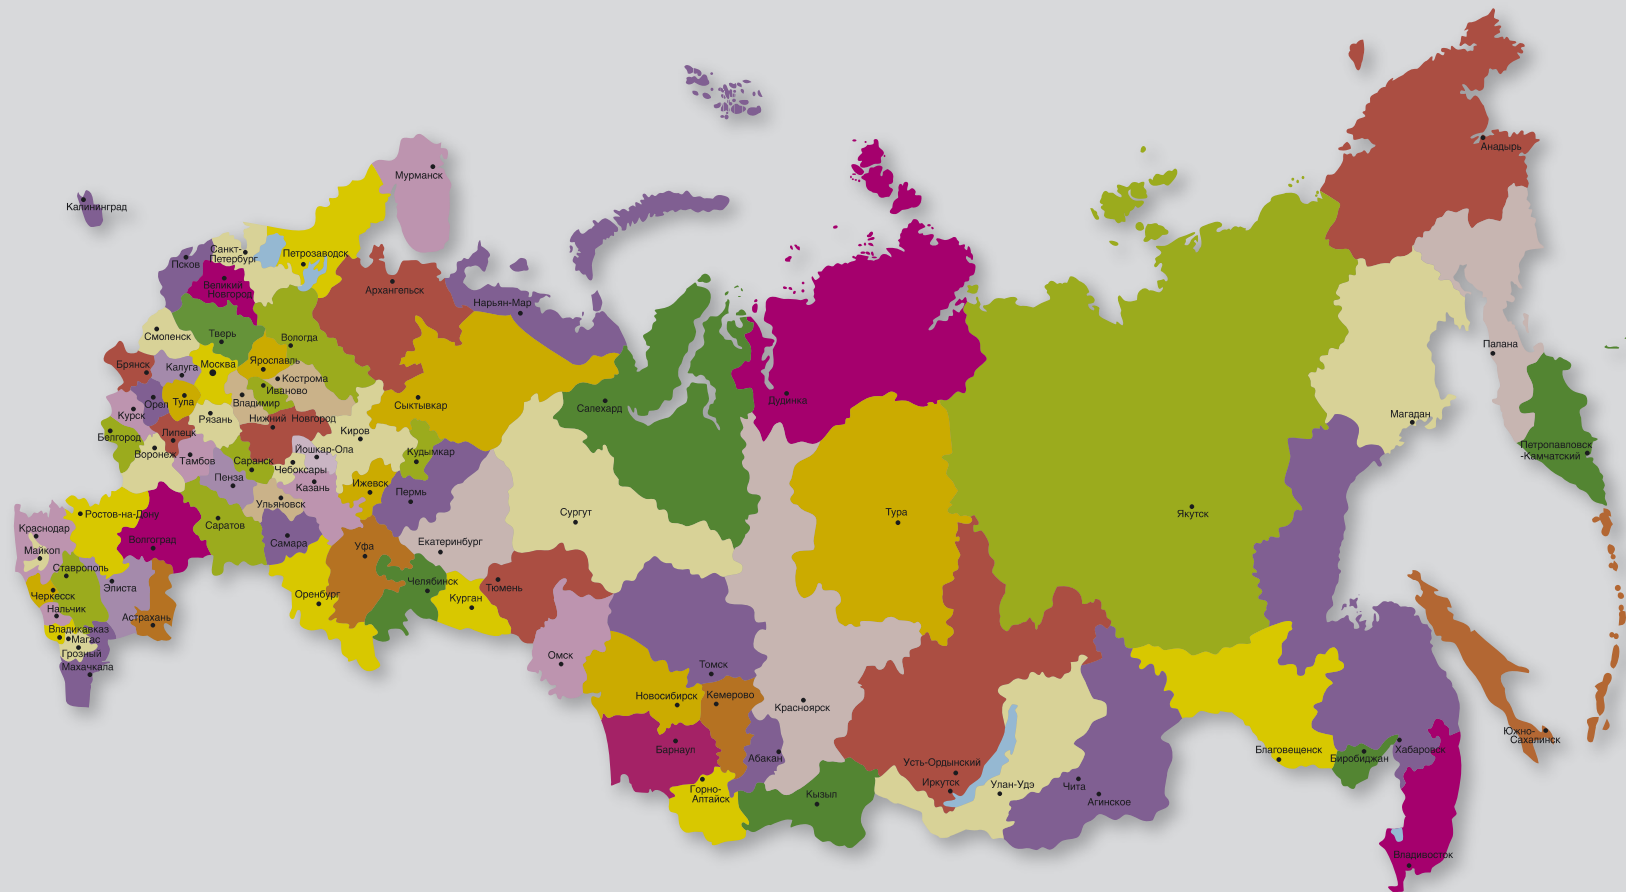 Анадырь
Мурманск
Калининград
Санкт-
Петербург
Петрозаводск
Псков
Великий
Новгород
Архангельск
Нарьян-Мар
Смоленск
Тверь
Вологда
Палана
Брянск
Калуга
Москва
Ярославль
Кострома
Иваново
Орел
Тула
Владимир
Сыктывкар
Салехард
Дудинка
Курск
Рязань
Нижний Новгород
Магадан
Белгород
Липецк
Киров
Воронеж
Тамбов
Саранск
Йошкар-Ола
Чебоксары
Кудымкар
Петропавловск
-Камчатский
Пенза
Казань
Ижевск
Пермь
Ульяновск
Краснодар
Ростов-на-Дону
Саратов
Сургут
Тура
Якутск
Волгоград
Самара
Уфа
Екатеринбург
Майкоп
Ставрополь
Элиста
Челябинск
Тюмень
Черкесск
Оренбург
Курган
Нальчик
Астрахань
Владикавказ
Магас
Грозный
Махачкала
Омск
Томск
Новосибирск
Кемерово
Красноярск
Южно-
Сахалинск
Барнаул
Абакан
Усть-Ордынский
Благовещенск
Биробиджан
Хабаровск
Горно-
Алтайск
Кызыл
Иркутск
Улан-Удэ
Чита
Агинское
Владивосток